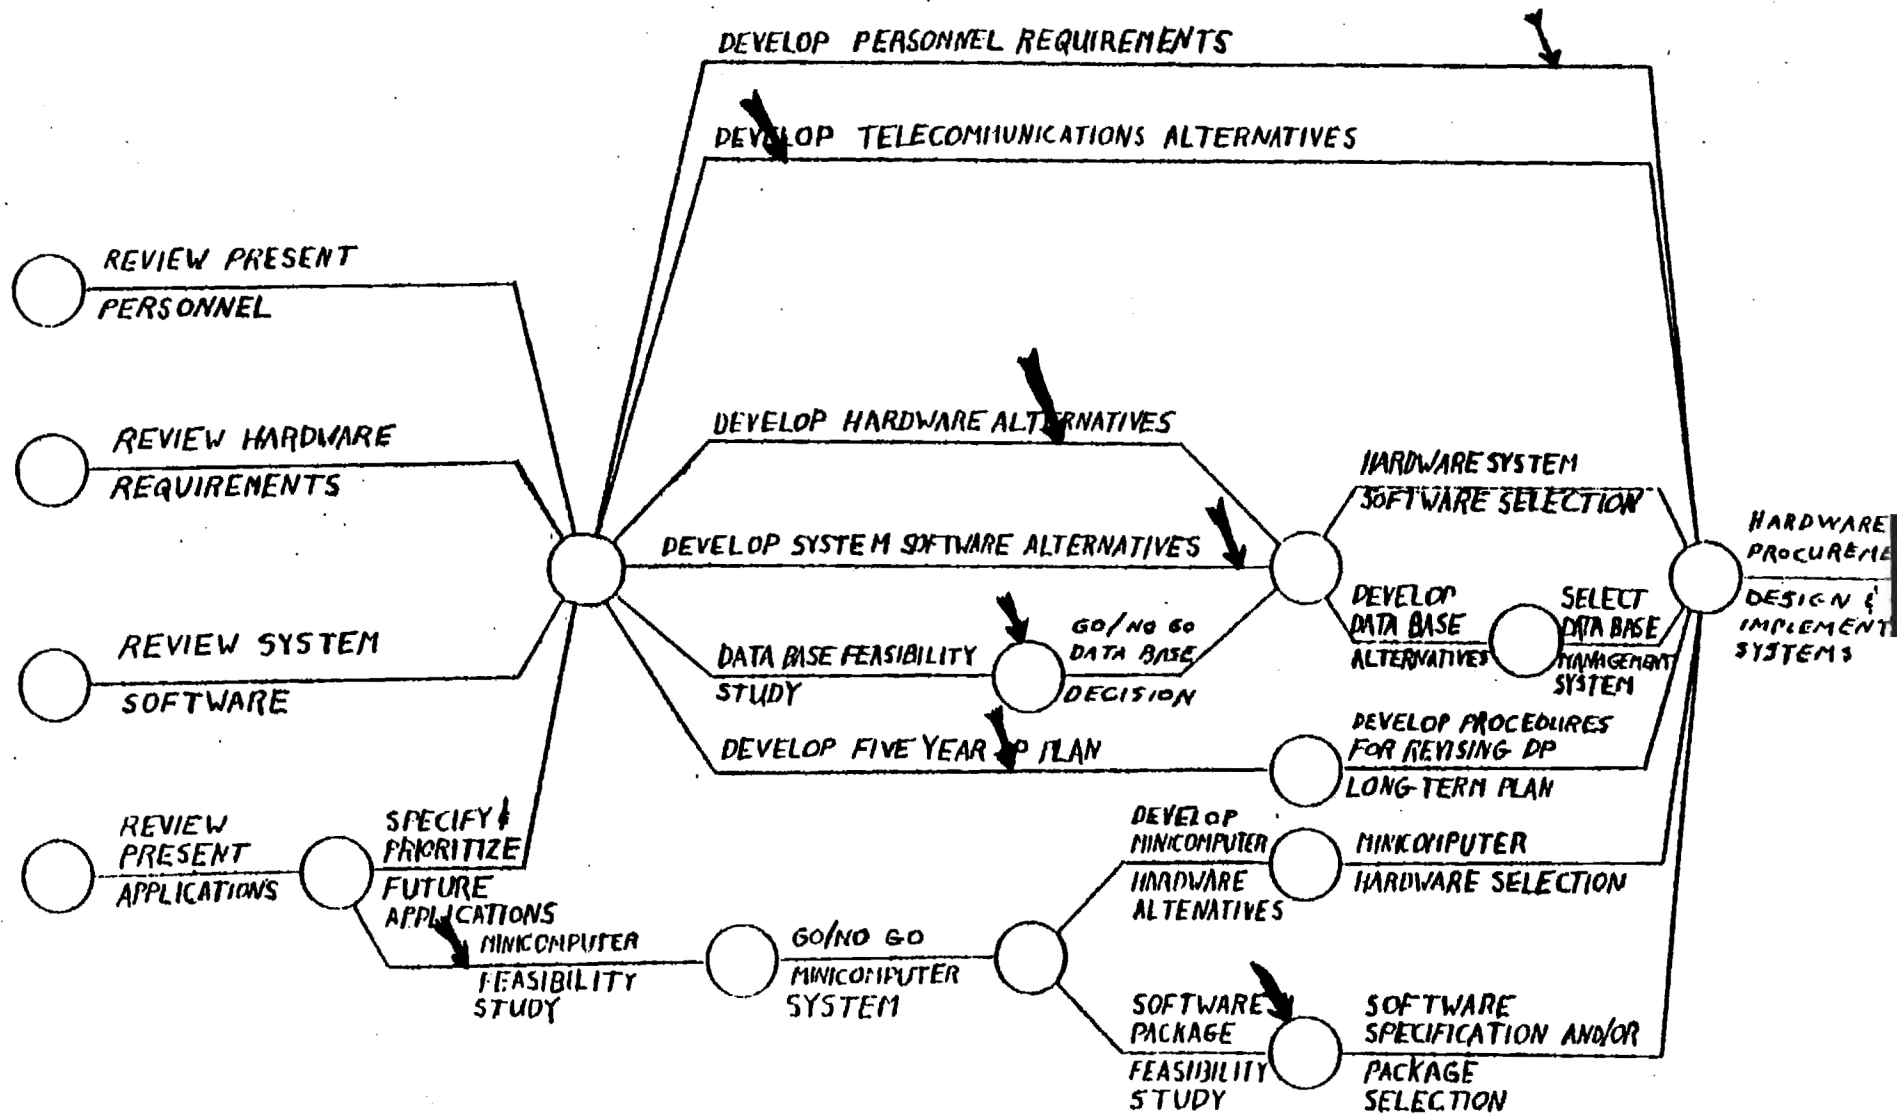 DEVELOP PERSONNEL REQUIREMENTS
DEVELOP TELECOMMUNICATIONS ALTERNATIVES
REVIEW PRESENT
PERSONNEL
REVIEW HARDWARE
REQUIREMENTS
REVIEW SYSTEM
SOFTWARE
REVIEW
PRESENT
APPLICATIONS
SPECIFY &
PRIORITIZE
FUTURE
APPLICATIONS
MINICOMPUTER
FEASIBILITY
STUDY
DEVELOP HARDWARE ALTERNATIVES
DEVELOP SYSTEM SOFTWARE ALTERNATIVES
DATA BASE FEASIBILITY
STUDY
GO/NO GO
DATA BASE
DECISION
DEVELOP FIVE YEAR DP PLAN
GO/NO GO
MINICOMPUTER
SYSTEM
HARDWARE SYSTEM
SOFTWARE SELECTION
DEVELOP
DATA BASE
ALTERNATIVES
SELECT
DATA BASE
MANAGEMENT
SYSTEM
DEVELOP PROCEDURES
FOR REVISING DP
LONG-TERM PLAN
DEVELOP
MINICOMPUTER
HARDWARE
ALTENATIVES
MINICOMPUTER
HARDWARE SELECTION
SOFTWARE
PACKAGE
FEASIBILITY
STUDY
SOFTWARE
SPECIFICATION AND/OR
PACKAGE
SELECTION
HARDWARE
PROCUREME
DESIGN &
IMPLEMENT
SYSTEMS